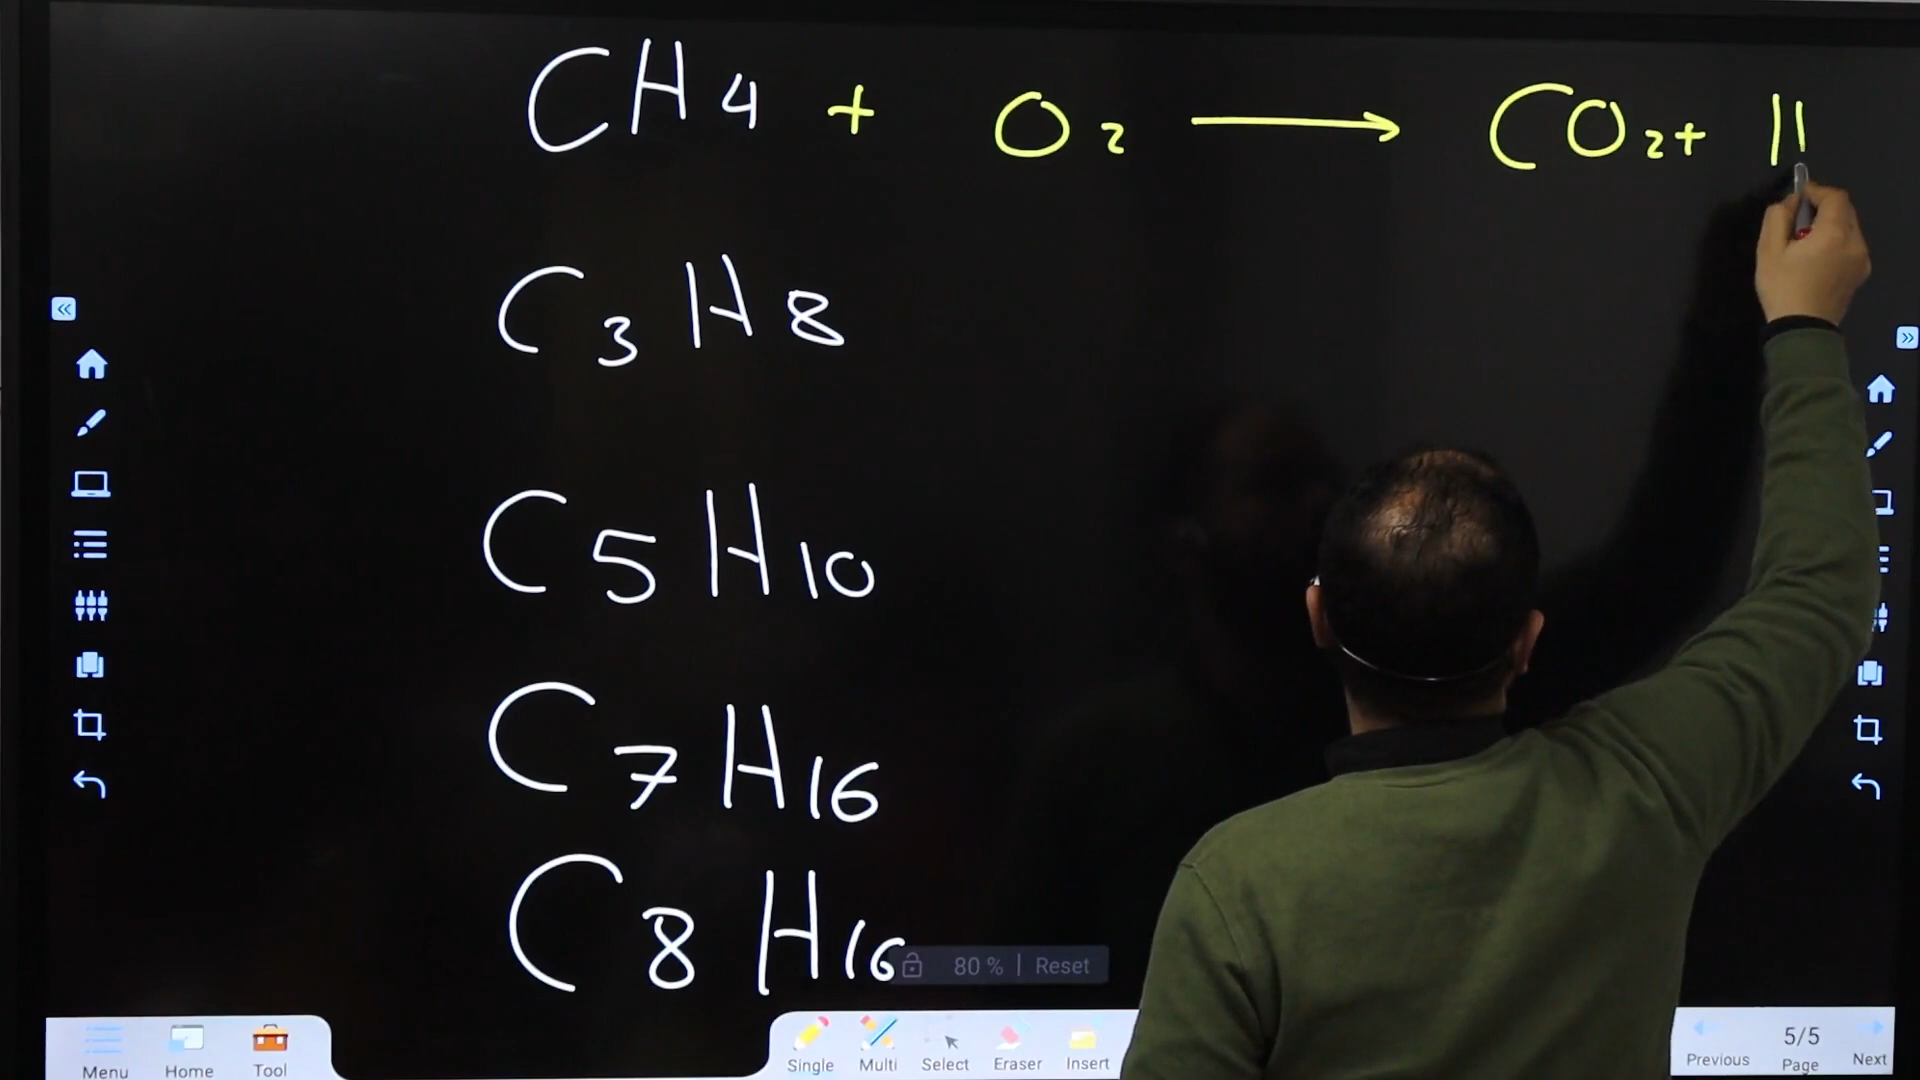 CH4 + O2 → CO2 +
C3H8
C5H10
C7H16
C8H16
80 % | Reset
Menu Home Tool
Single Multi Select Eraser Insert
Previous 5/5 Page Next